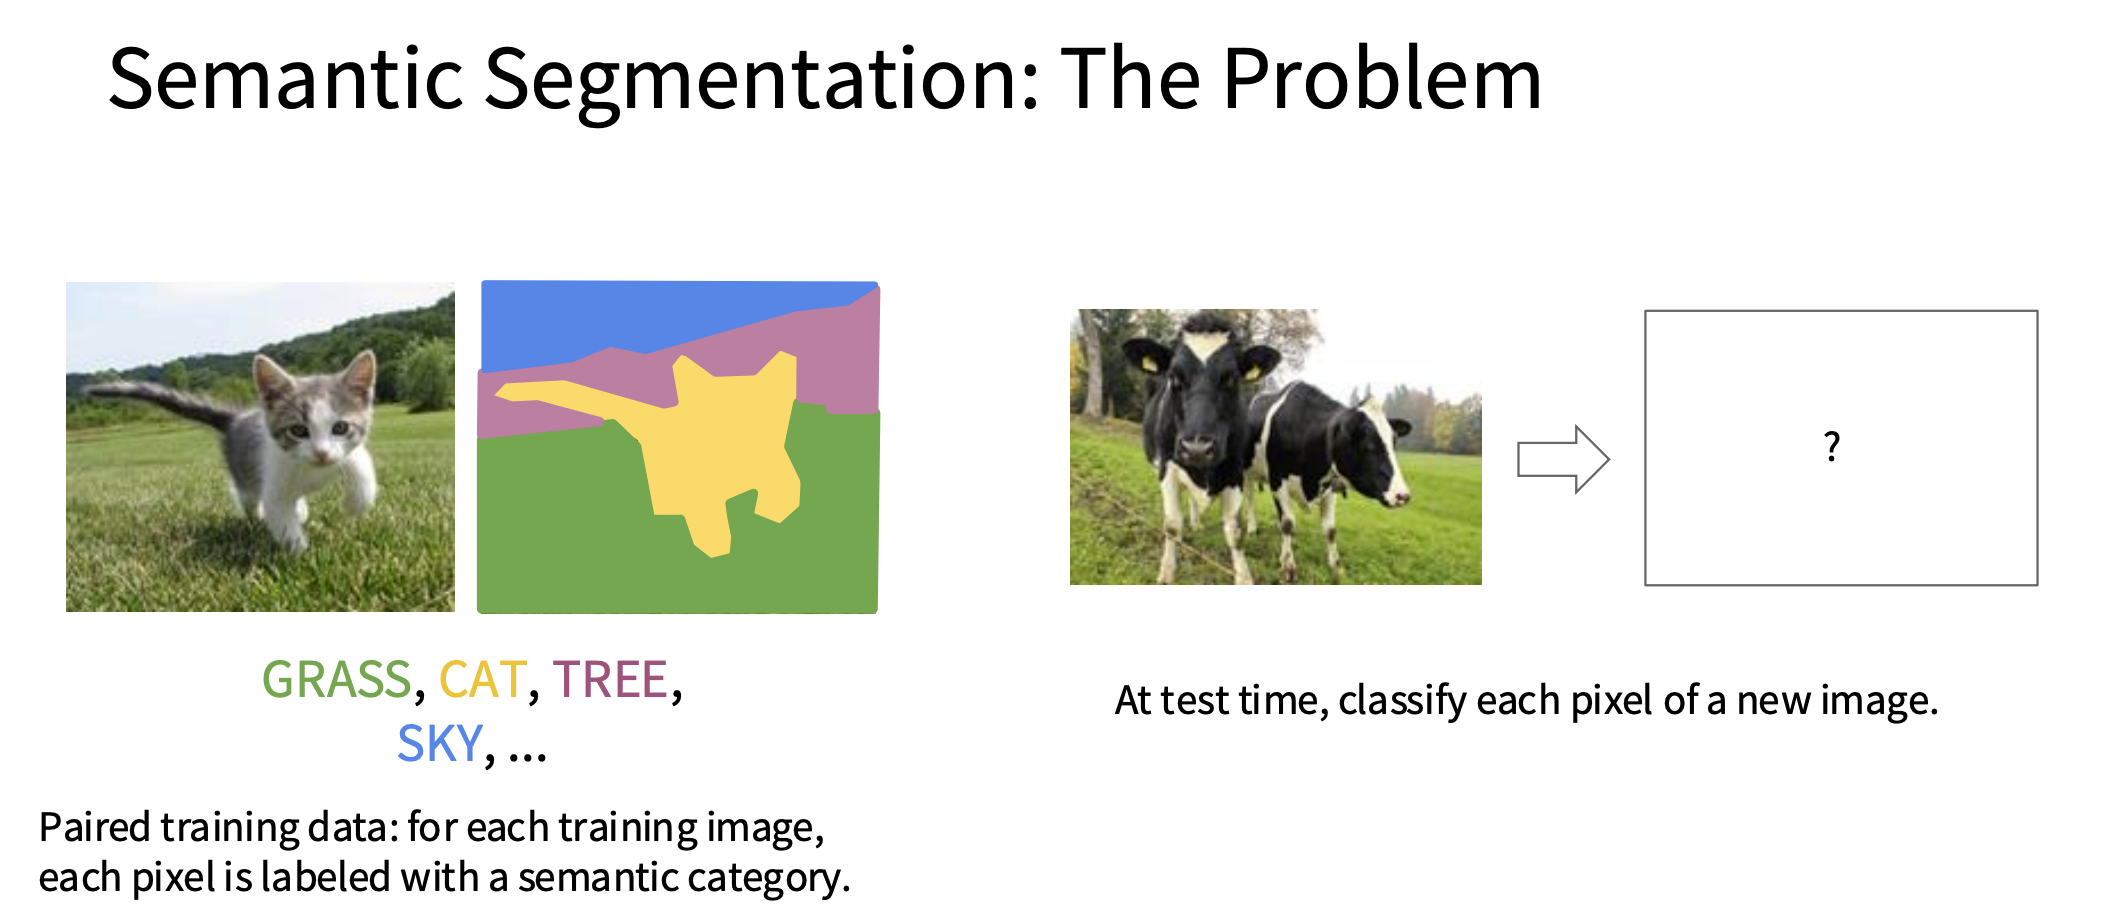 Semantic Segmentation: The Problem
GRASS, CAT, TREE,
SKY, ...
Paired training data: for each training image,
each pixel is labeled with a semantic category.
?
At test time, classify each pixel of a new image.